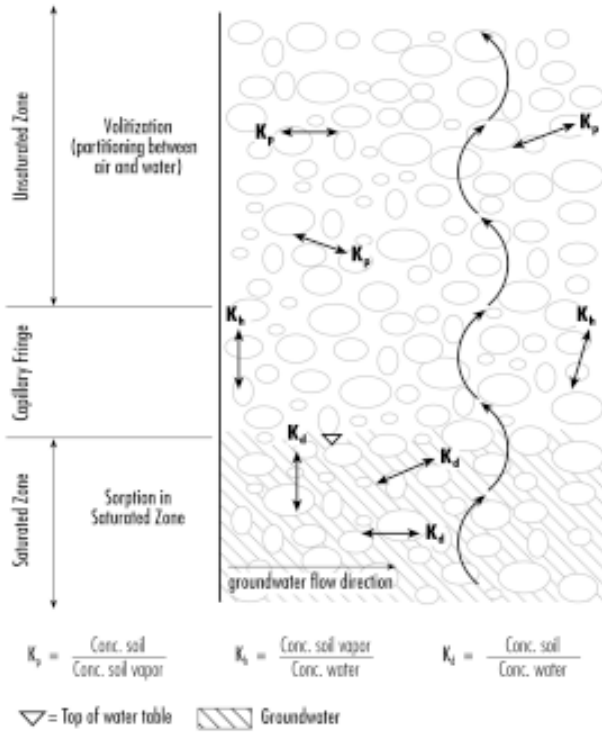 Unsaturated Zone
Volitization
(partitioning between
air and water)
Kp
Kp
Kp
Capillary Fringe
Kh
Kh
Saturated Zone
Sorption in
Saturated Zone
Kd
Kd
Kd
groundwater flow direction
Kp = Conc. soil / Conc. soil vapor
Kh = Conc. soil vapor / Conc. water
Kd = Conc. soil / Conc. water
▽ = Top of water table
Groundwater